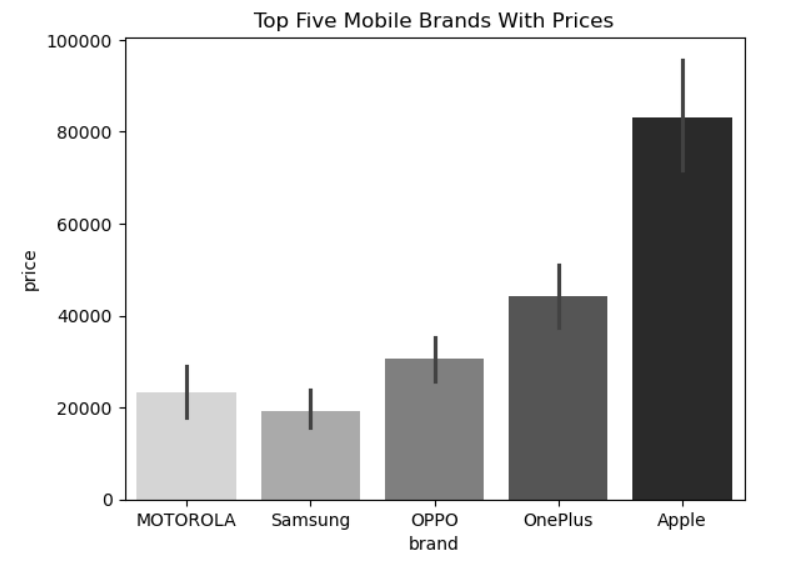 Top Five Mobile Brands With Prices
100000
80000
60000
40000
20000
0
price
MOTOROLA Samsung OPPO OnePlus Apple
brand